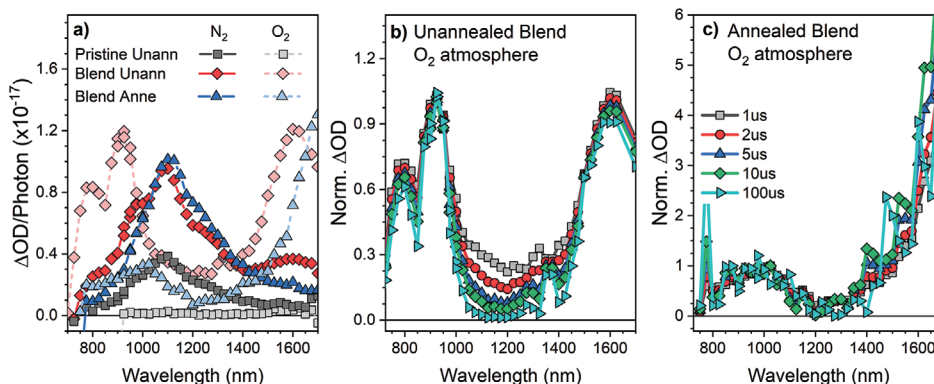 a)
N₂ O₂
Pristine Unann
Blend Unann
Blend Anne
ΔOD/Photon (x10⁻¹⁷)
1.6
1.2
0.8
0.4
0.0
800 1000 1200 1400 1600
Wavelength (nm)
b) Unannealed Blend
O₂ atmosphere
Norm. ΔOD
1.2
0.9
0.6
0.3
0.0
800 1000 1200 1400 1600
Wavelength (nm)
c) Annealed Blend
O₂ atmosphere
1us
2us
5us
10us
100us
Norm. ΔOD
6
5
4
3
2
1
0
800 1000 1200 1400 1600
Wavelength (nm)